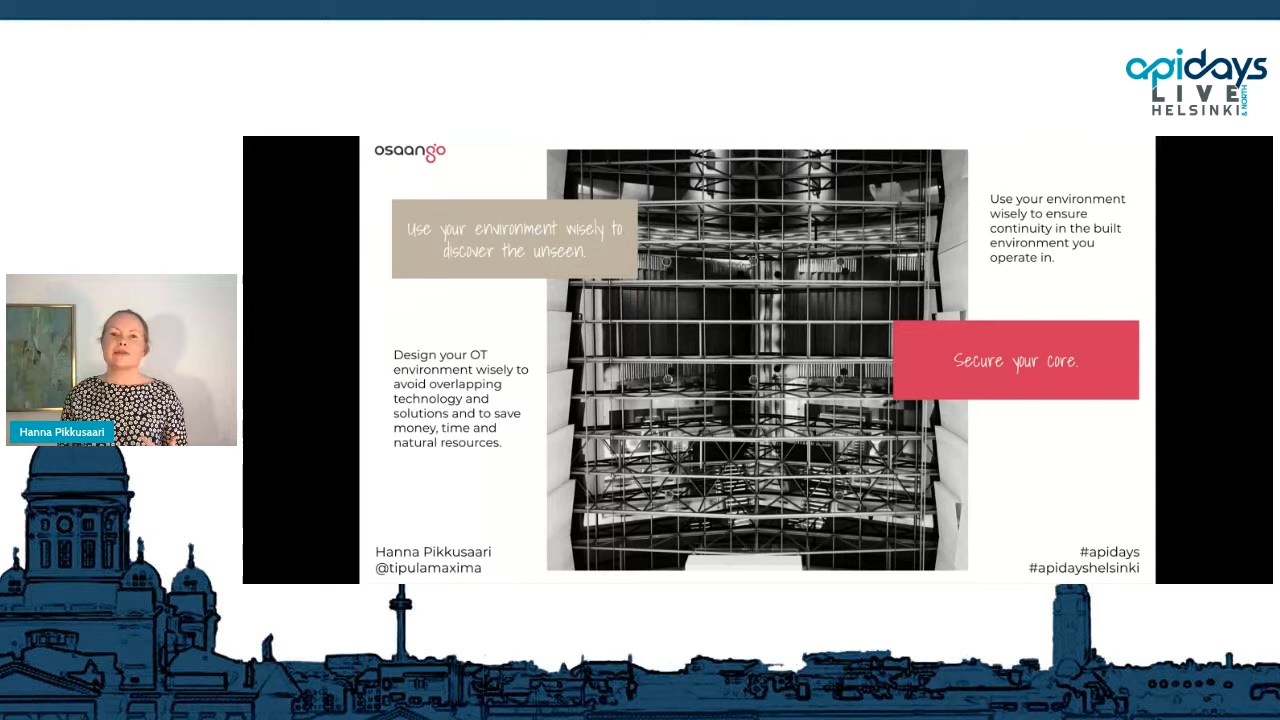 apidays
LIVE
HELSINKI
& NORTH
osaango
Use your environment wisely to
discover the unseen.
Use your environment
wisely to ensure
continuity in the built
environment you
operate in.
Design your OT
environment wisely to
avoid overlapping
technology and
solutions and to save
money, time and
natural resources.
Secure your core.
Hanna Pikkusaari
Hanna Pikkusaari
@tipulamaxima
#apidays
#apidayshelsinki